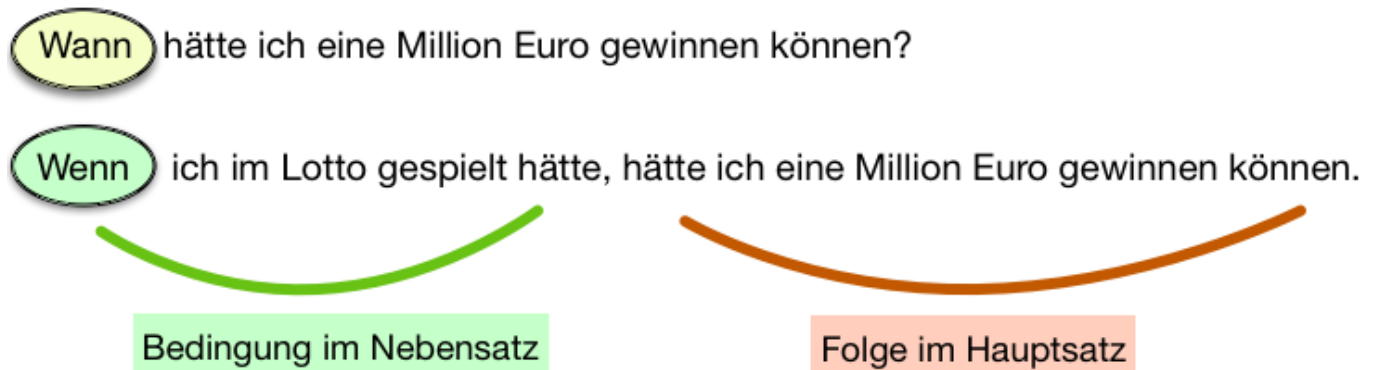 Wann hätte ich eine Million Euro gewinnen können?
Wenn ich im Lotto gespielt hätte, hätte ich eine Million Euro gewinnen können.
Bedingung im Nebensatz
Folge im Hauptsatz